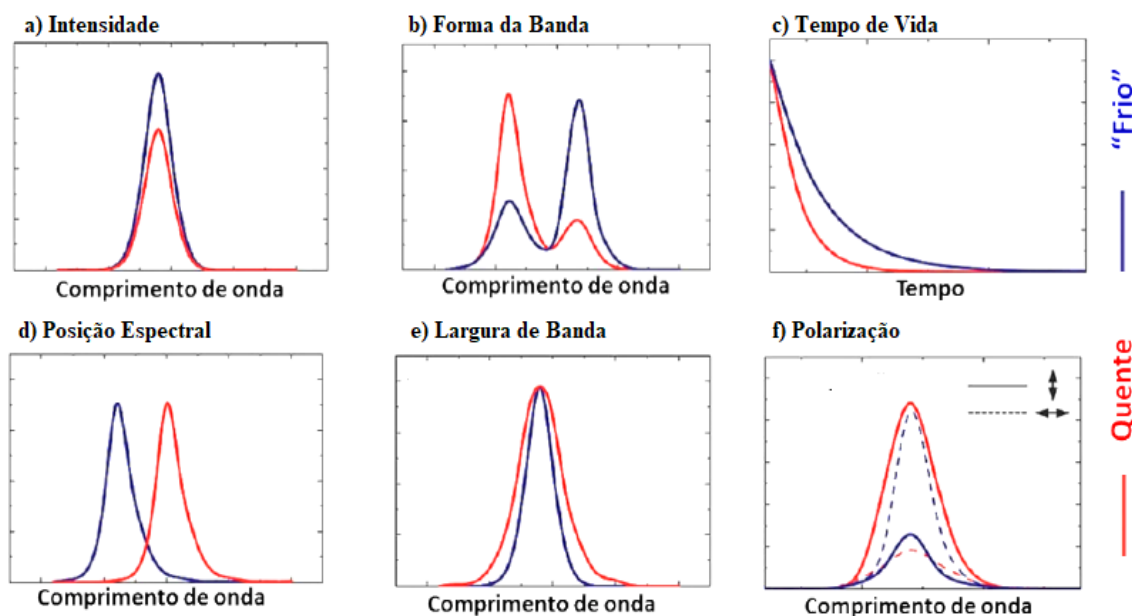 a) Intensidade
b) Forma da Banda
c) Tempo de Vida
Comprimento de onda
Comprimento de onda
Tempo
"Frio"
d) Posição Espectral
e) Largura de Banda
f) Polarização
Comprimento de onda
Comprimento de onda
Comprimento de onda
Quente